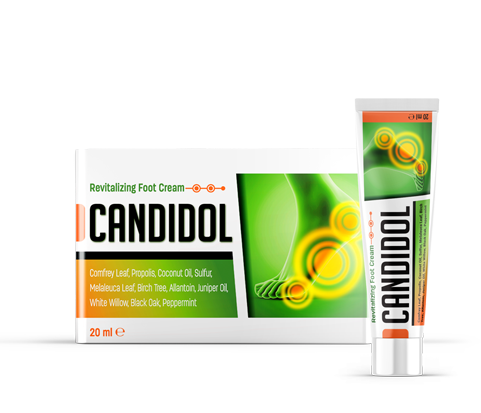 Revitalizing Foot Cream
CANDIDOL
Comfrey Leaf, Propolis, Coconut Oil, Sulfur,
Melaleuca Leaf, Birch Tree, Allantoin, Juniper Oil,
White Willow, Black Oak, Peppermint
20 ml ℮
20 ml ℮
Revitalizing Foot Cream
CANDIDOL